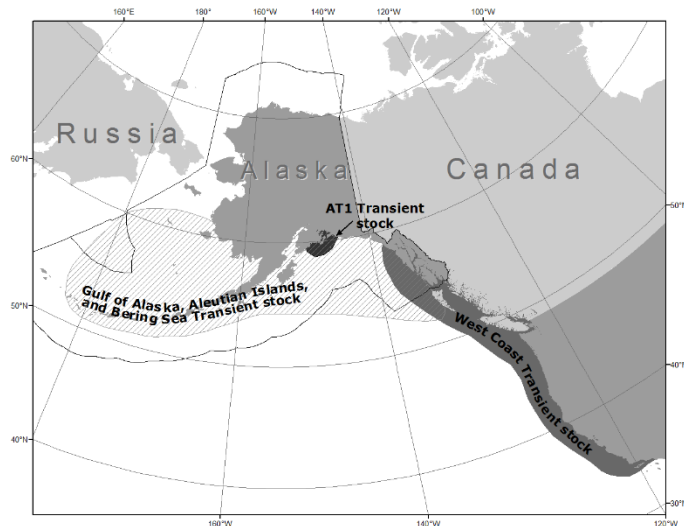 160°E 180° 160°W 140°W 120°W 100°W
Russia
Alaska
Canada
60°N
50°N
AT1 Transient
stock
Gulf of Alaska, Aleutian Islands,
and Bering Sea Transient stock
50°N
West Coast Transient stock
40°N
40°N
30°N
160°W 140°W 120°W